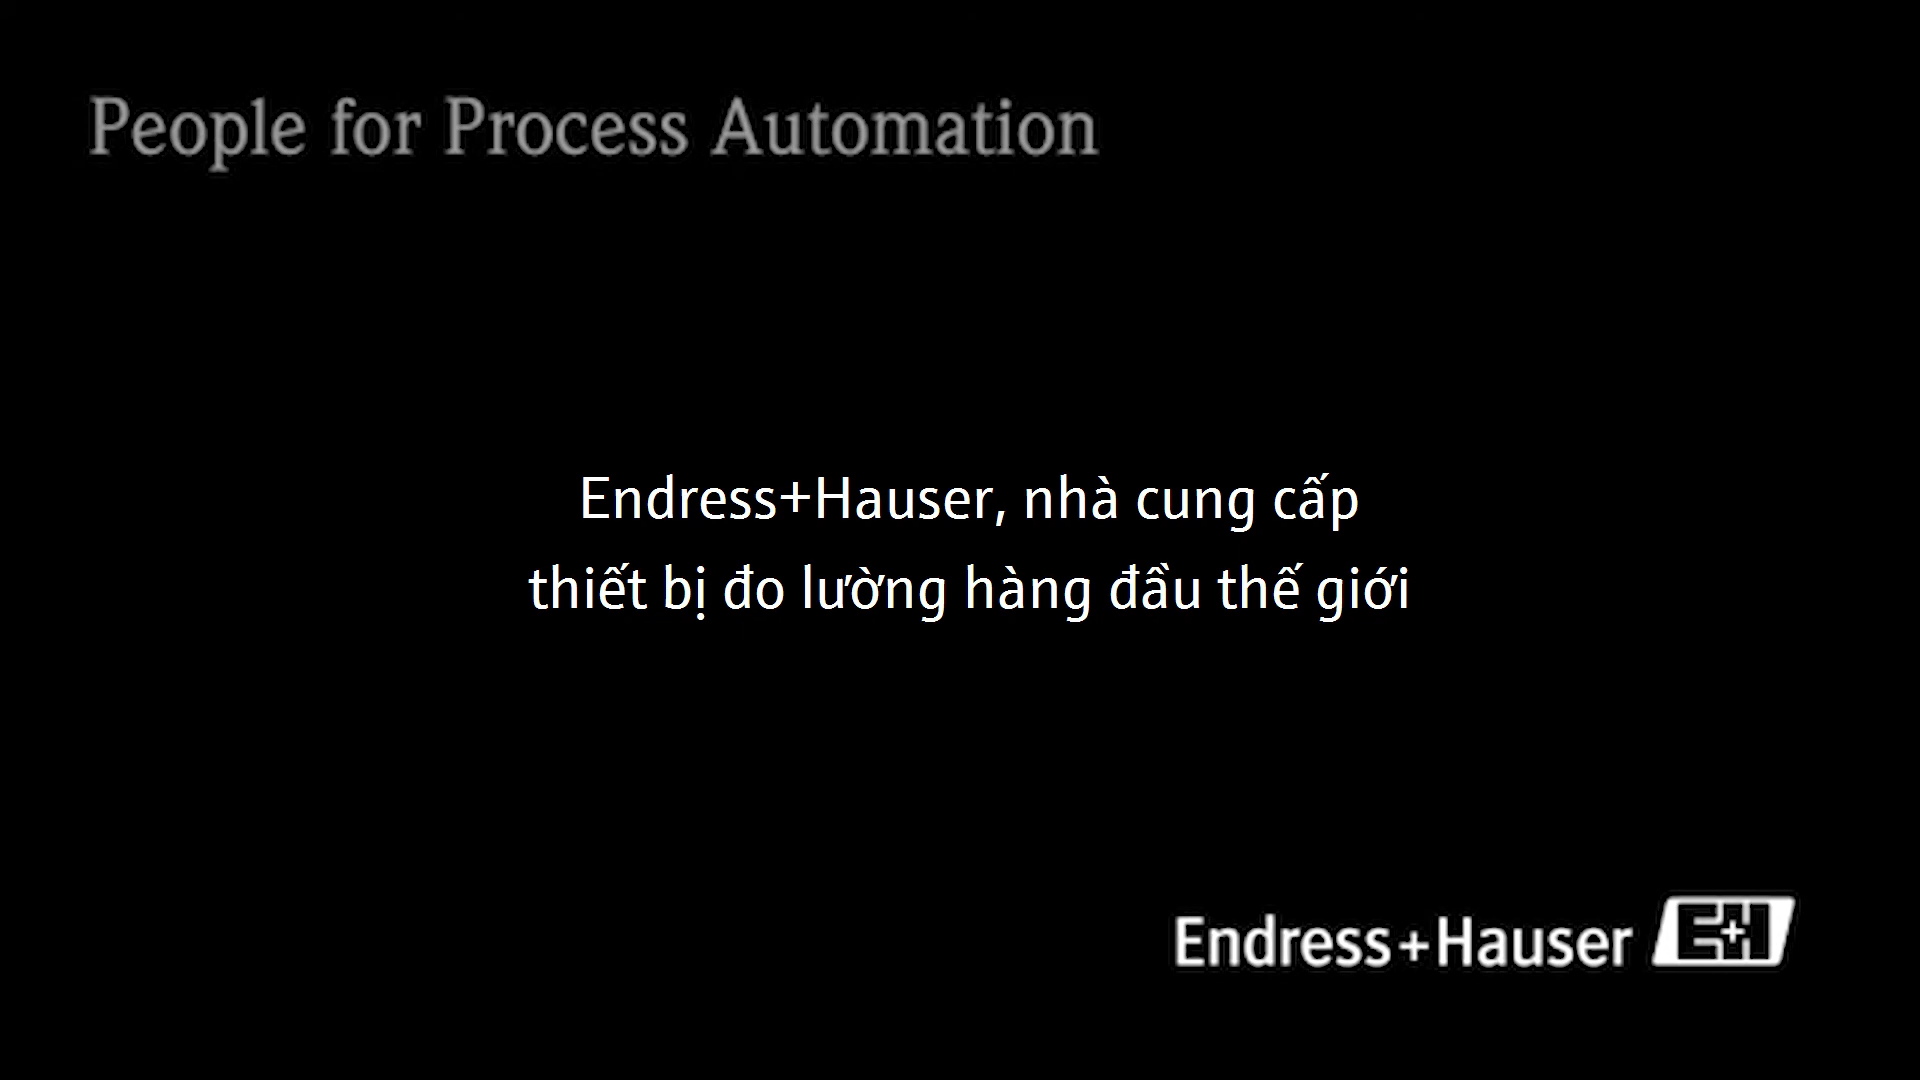 People for Process Automation
Endress+Hauser, nhà cung cấp
thiết bị đo lường hàng đầu thế giới
Endress+Hauser E+H